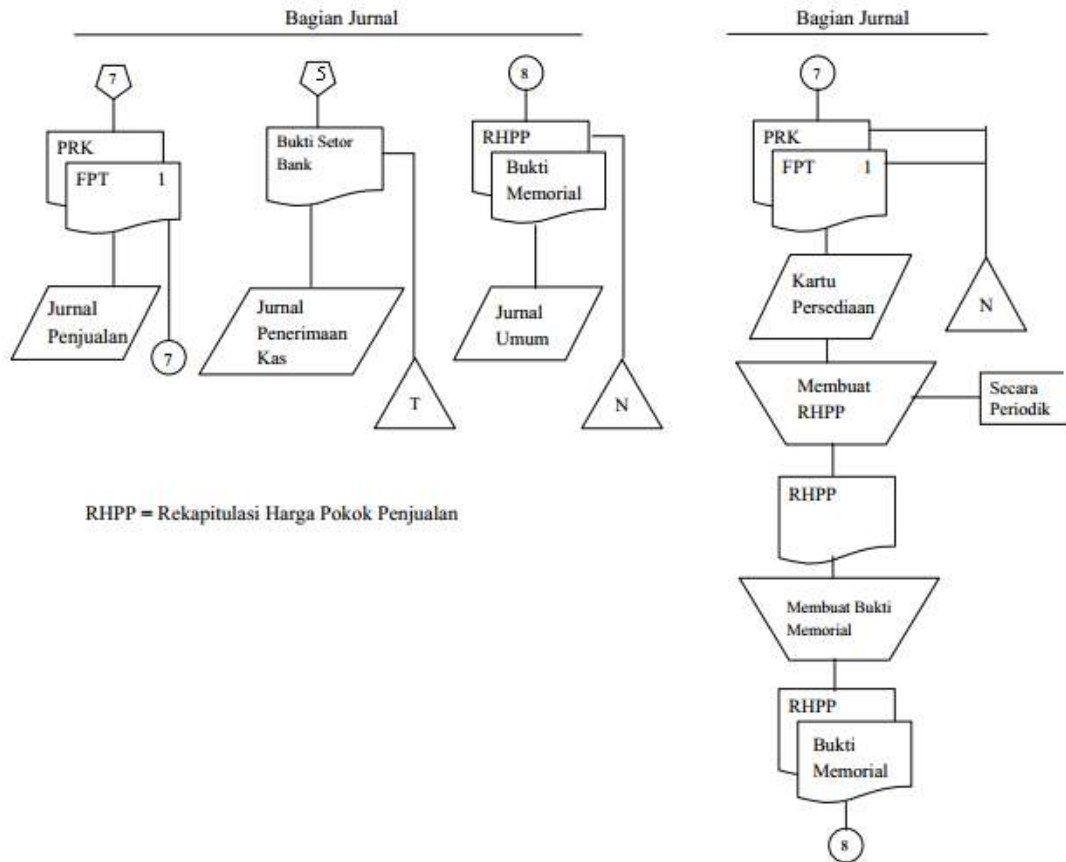 Bagian Jurnal
7
PRK
FPT 1
Jurnal
Penjualan
7
5
Bukti Setor
Bank
Jurnal
Penerimaan
Kas
T
8
RHPP
Bukti
Memorial
Jurnal
Umum
N
RHPP = Rekapitulasi Harga Pokok Penjualan
Bagian Jurnal
7
PRK
FPT 1
Kartu
Persediaan
N
Membuat
RHPP
Secara
Periodik
RHPP
Membuat Bukti
Memorial
RHPP
Bukti
Memorial
8